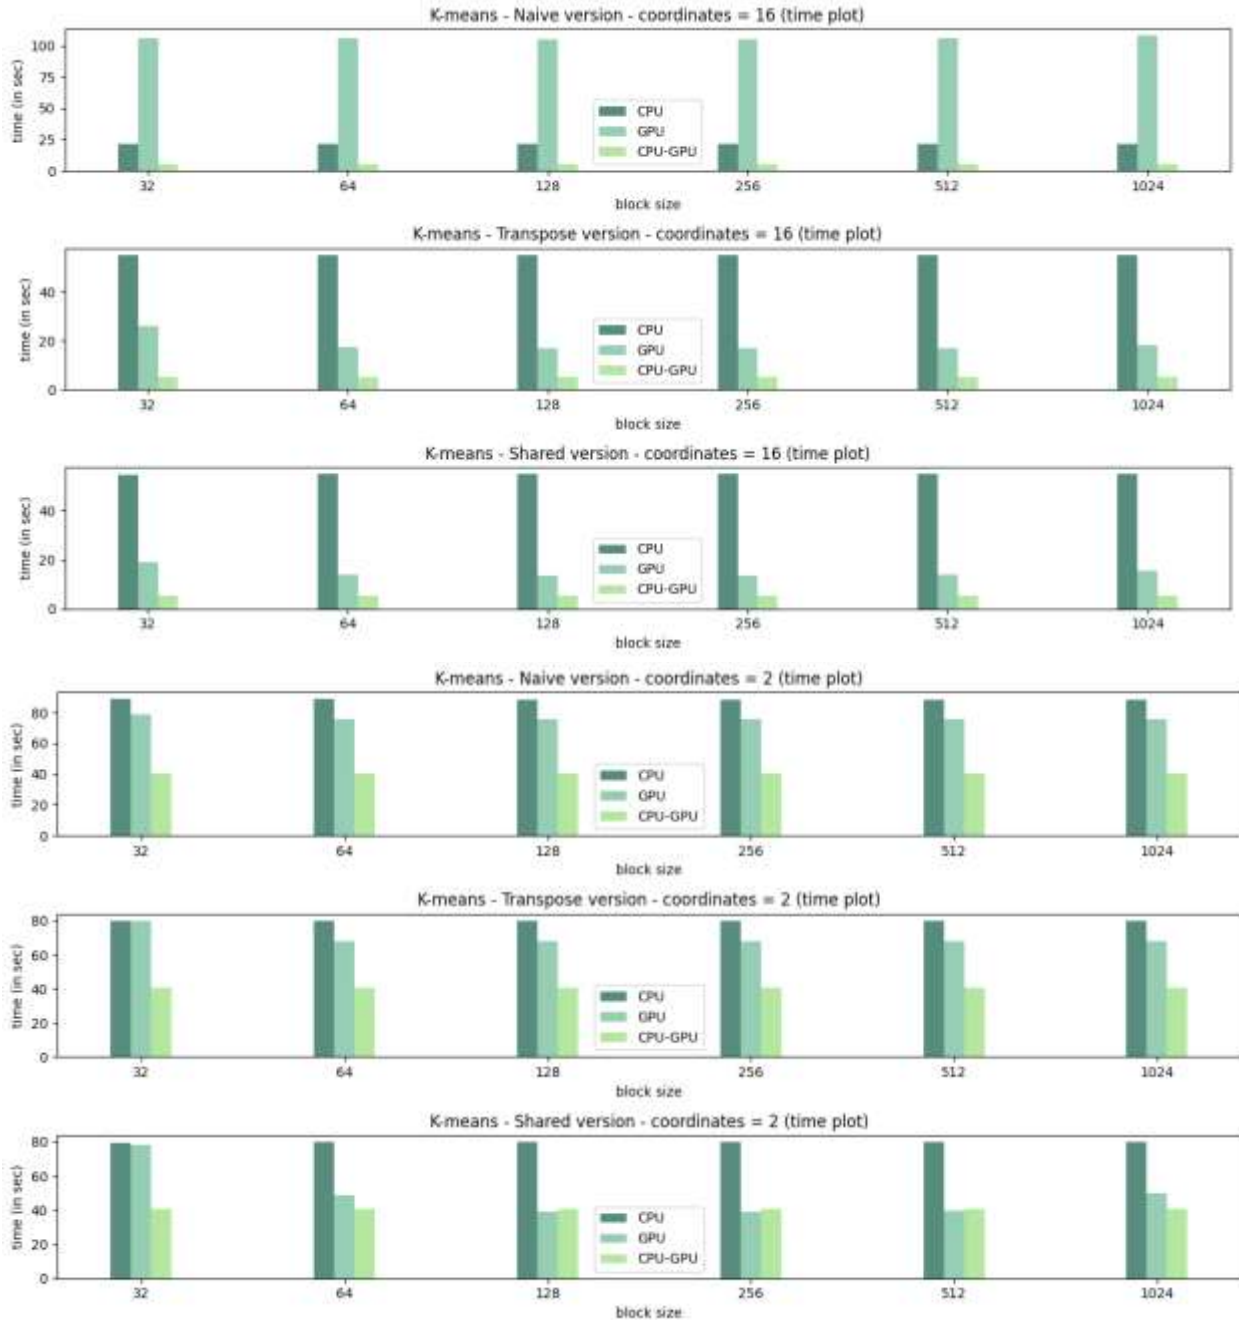 K-means - Naive version - coordinates = 16 (time plot)
100
75
50
25
0
time (in sec)
CPU
GPU
CPU-GPU
32 64 128 256 512 1024
block size
K-means - Transpose version - coordinates = 16 (time plot)
40
20
0
time (in sec)
CPU
GPU
CPU-GPU
32 64 128 256 512 1024
block size
K-means - Shared version - coordinates = 16 (time plot)
40
20
0
time (in sec)
CPU
GPU
CPU-GPU
32 64 128 256 512 1024
block size
K-means - Naive version - coordinates = 2 (time plot)
80
60
40
20
0
time (in sec)
CPU
GPU
CPU-GPU
32 64 128 256 512 1024
block size
K-means - Transpose version - coordinates = 2 (time plot)
80
60
40
20
0
time (in sec)
CPU
GPU
CPU-GPU
32 64 128 256 512 1024
block size
K-means - Shared version - coordinates = 2 (time plot)
80
60
40
20
0
time (in sec)
CPU
GPU
CPU-GPU
32 64 128 256 512 1024
block size